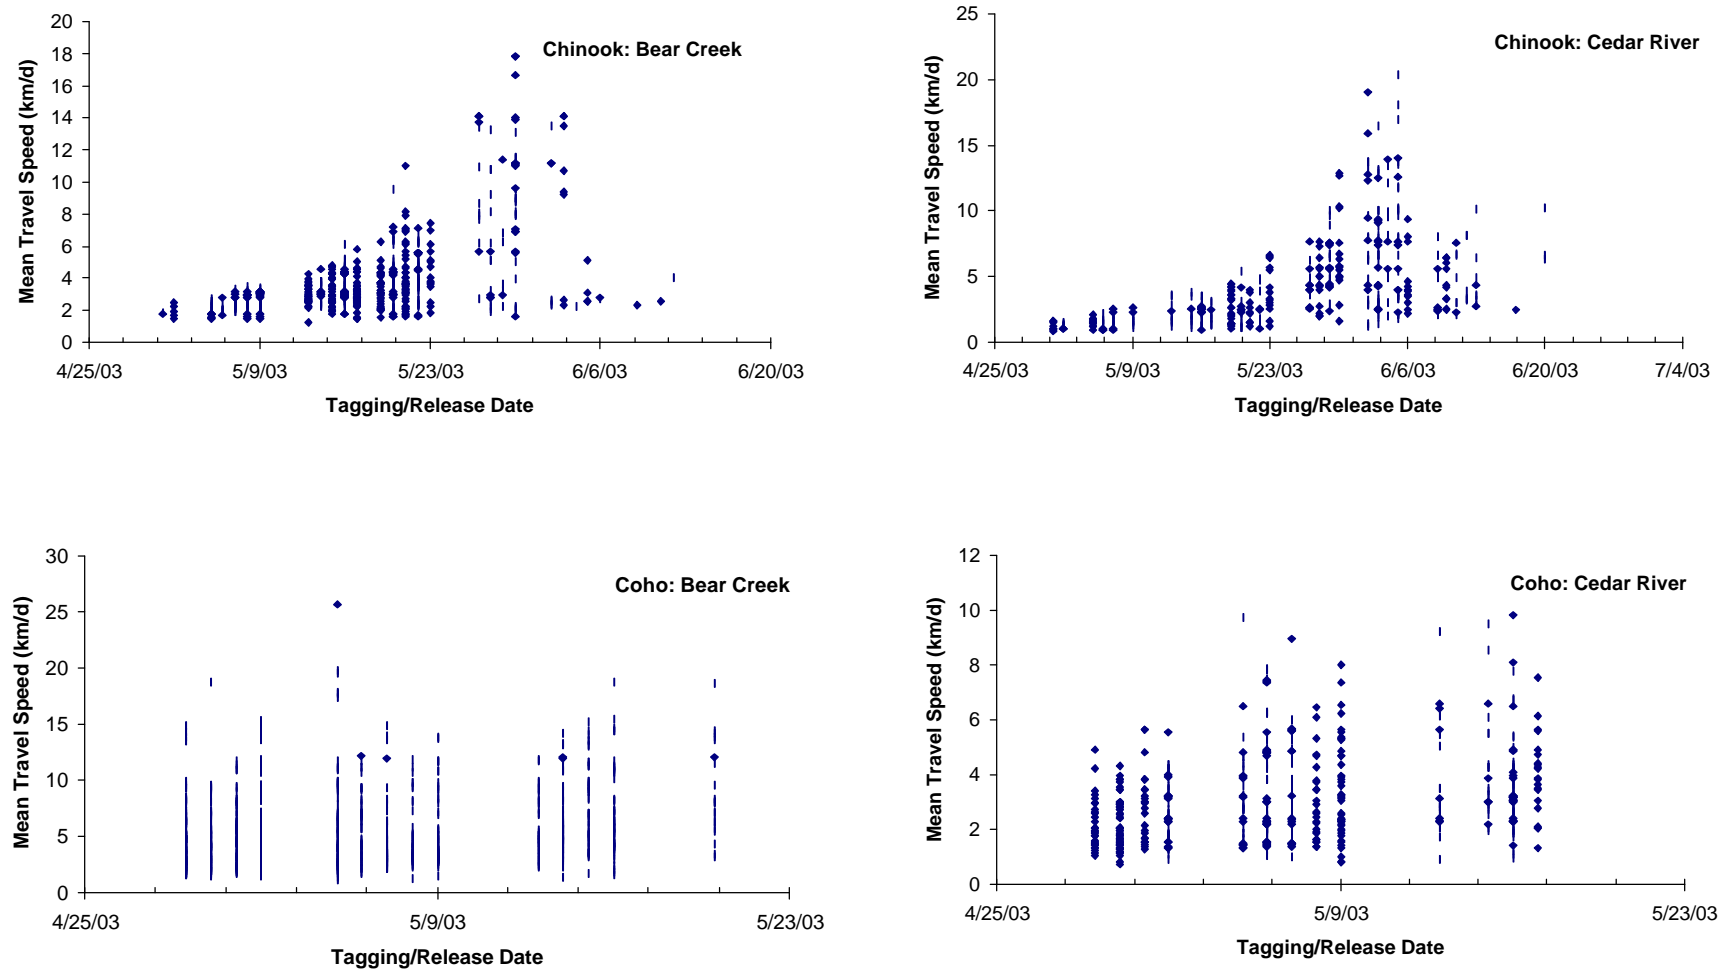 Chinook: Bear Creek
Mean Travel Speed (km/d)
20
18
16
14
12
10
8
6
4
2
0
4/25/03 5/9/03 5/23/03 6/6/03 6/20/03
Tagging/Release Date
Chinook: Cedar River
Mean Travel Speed (km/d)
25
20
15
10
5
0
4/25/03 5/9/03 5/23/03 6/6/03 6/20/03 7/4/03
Tagging/Release Date
Coho: Bear Creek
Mean Travel Speed (km/d)
30
25
20
15
10
5
0
4/25/03 5/9/03 5/23/03
Tagging/Release Date
Coho: Cedar River
Mean Travel Speed (km/d)
12
10
8
6
4
2
0
4/25/03 5/9/03 5/23/03
Tagging/Release Date